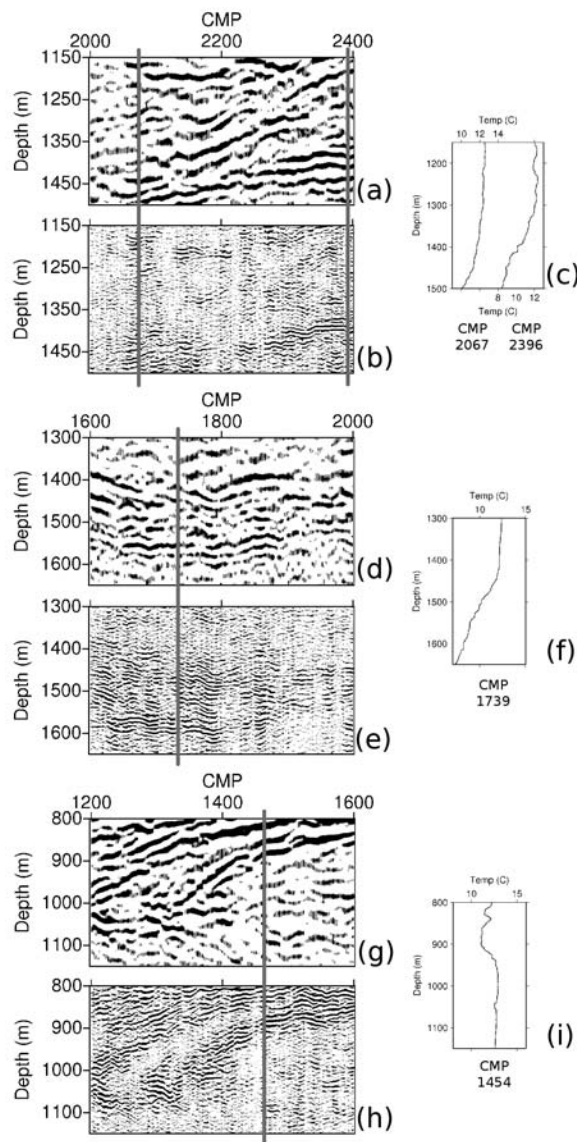 CMP
2000 2200 2400
1150
1250
1350
1450
Depth (m)
(a)
1150
1250
1350
1450
Depth (m)
(b)
Temp (C)
10 12 14
1200
1300
1400
1500
Depth (m)
8 10 12
Temp (C)
(c)
CMP CMP
2067 2396
CMP
1600 1800 2000
1300
1400
1500
1600
Depth (m)
(d)
1300
1400
1500
1600
Depth (m)
(e)
Temp (C)
10 15
1300
1400
1500
1600
Depth (m)
(f)
CMP
1739
CMP
1200 1400 1600
800
900
1000
1100
Depth (m)
(g)
800
900
1000
1100
Depth (m)
(h)
Temp (C)
10 15
800
900
1000
1100
Depth (m)
(i)
CMP
1454